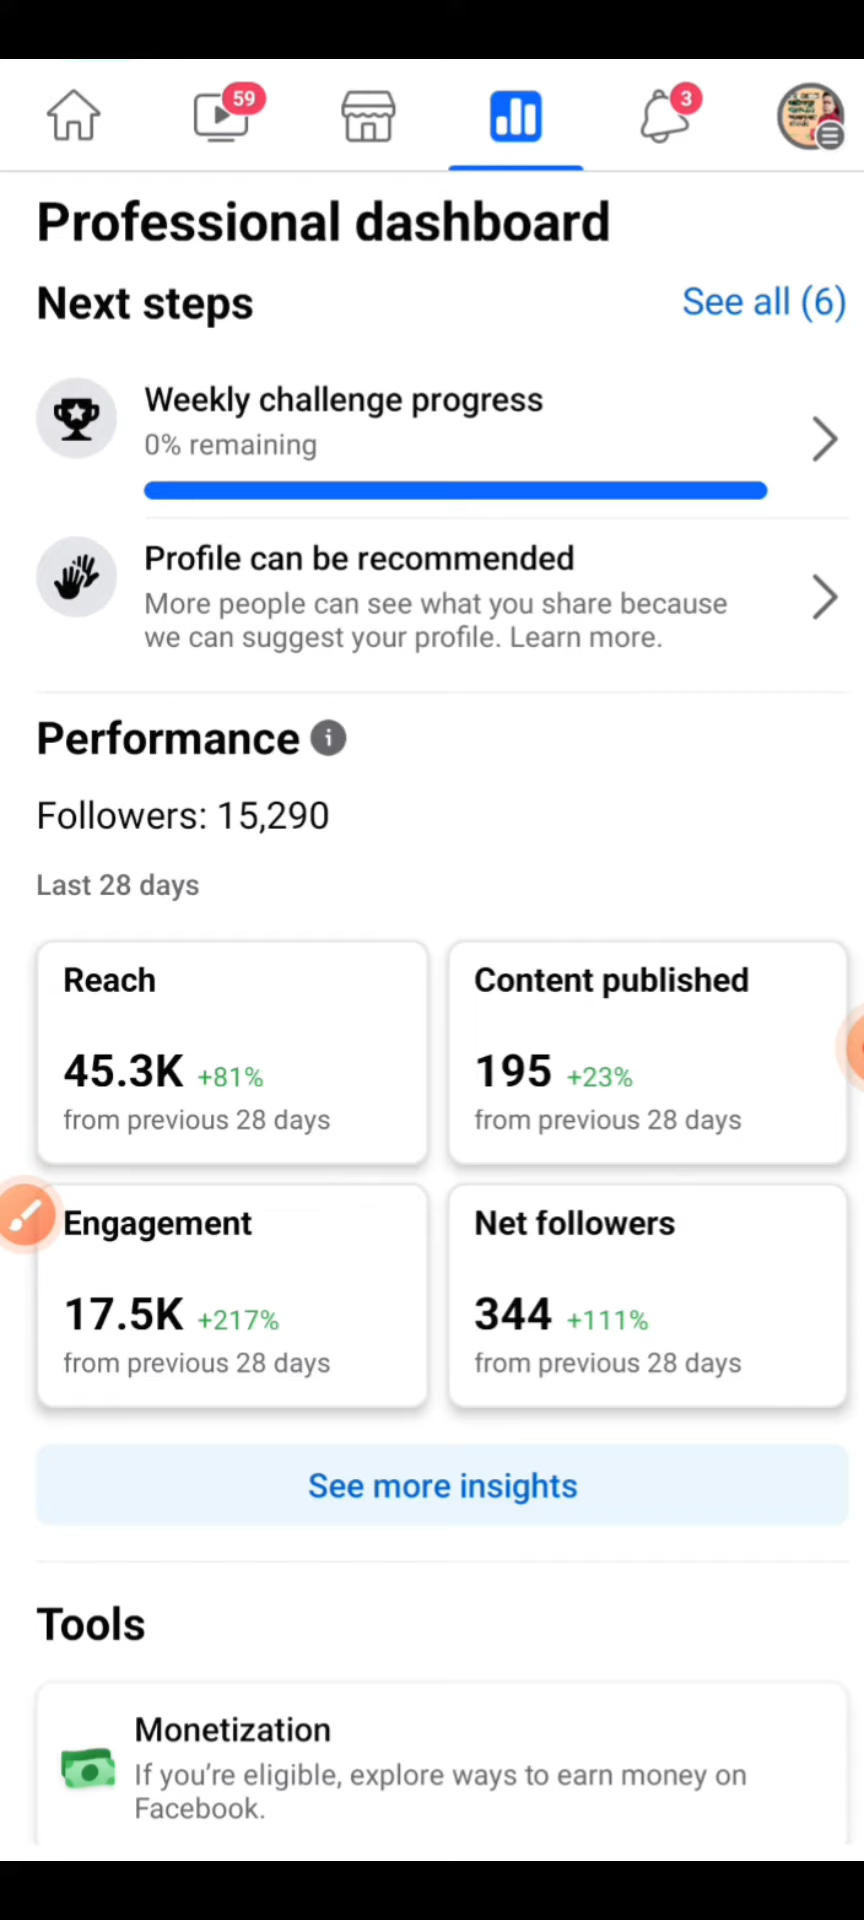 59
3
Professional dashboard
Next steps
See all (6)
Weekly challenge progress
0% remaining
Profile can be recommended
More people can see what you share because
we can suggest your profile. Learn more.
Performance
Followers: 15,290
Last 28 days
Reach
45.3K +81%
from previous 28 days
Content published
195 +23%
from previous 28 days
Engagement
17.5K +217%
from previous 28 days
Net followers
344 +111%
from previous 28 days
See more insights
Tools
Monetization
If you’re eligible, explore ways to earn money on
Facebook.